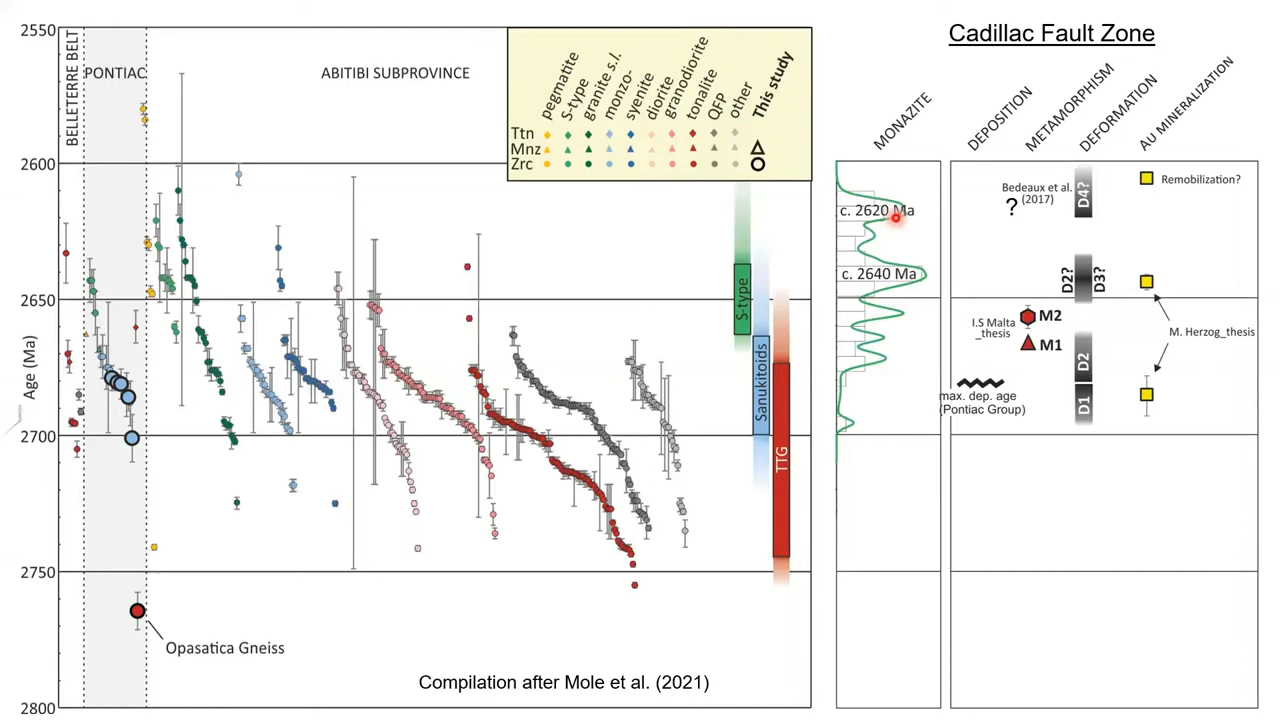 Cadillac Fault Zone
2550
2600
2650
2700
2750
2800
Age (Ma)
BELLETERRE BELT
PONTIAC
ABITIBI SUBPROVINCE
pegmatite
S-type
granite s.l.
monzo-
syenite
diorite
granodiorite
tonalite
QFP
other
This study
Ttn
Mnz
Zrc
S-type
Sanukitoids
TTG
Opasatica Gneiss
Compilation after Mole et al. (2021)
MONAZITE
c. 2620 Ma
c. 2640 Ma
DEPOSITION
METAMORPHISM
DEFORMATION
AU MINERALIZATION
Bedeaux et al.
(2017)
?
D4?
Remobilization?
D2?
D3?
I.S Malta
_thesis
M2
M1
M. Herzog_thesis
D2
D1
max. dep. age
(Pontiac Group)